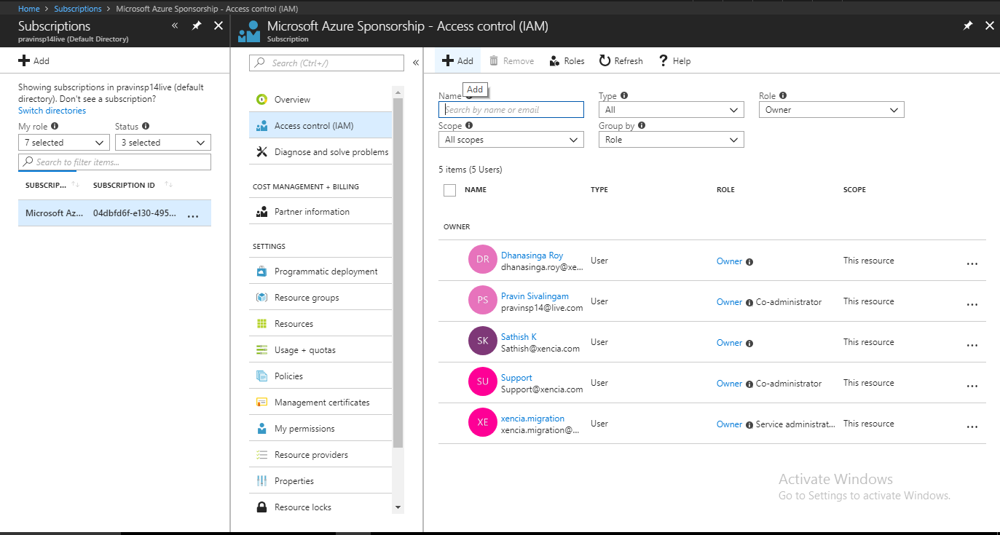 Home > Subscriptions > Microsoft Azure Sponsorship - Access control (IAM)
Subscriptions
pravinsp14live (Default Directory)
Add
Showing subscriptions in pravinsp14live (default
directory). Don't see a subscription?
Switch directories
My role
Status
7 selected
3 selected
Search to filter items...
SUBSCRIP...
SUBSCRIPTION ID
Microsoft Az...
04dbfd6f-e130-495...
...
Microsoft Azure Sponsorship - Access control (IAM)
Subscription
Search (Ctrl+/)
Overview
Access control (IAM)
Diagnose and solve problems
COST MANAGEMENT + BILLING
Partner information
SETTINGS
Programmatic deployment
Resource groups
Resources
Usage + quotas
Policies
Management certificates
My permissions
Resource providers
Properties
Resource locks
Add
Remove
Roles
Refresh
Help
Add
Name
Type
Role
Search by name or email
All
Owner
Scope
Group by
All scopes
Role
5 items (5 Users)
NAME TYPE ROLE SCOPE
OWNER
DR Dhanasinga Roy
dhanasinga.roy@xe...
User Owner This resource ...
PS Pravin Sivalingam
pravinsp14@live.com
User Owner Co-administrator This resource ...
SK Sathish K
Sathish@xencia.com
User Owner This resource ...
SU Support
Support@xencia.com
User Owner Co-administrator This resource ...
XE xencia.migration
xencia.migration@...
User Owner Service administrat... This resource ...
Activate Windows
Go to Settings to activate Windows.